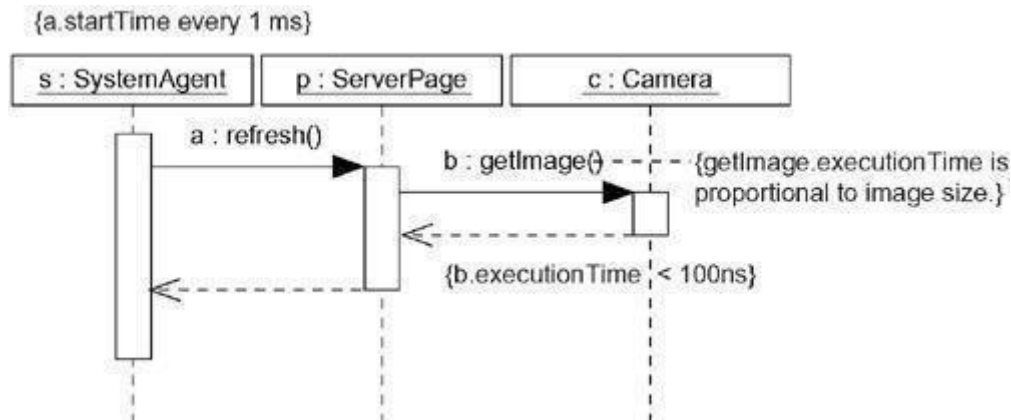 {a.startTime every 1 ms}
s : SystemAgent
p : ServerPage
c : Camera
a : refresh()
b : getImage()
{getImage.executionTime is
proportional to image size.}
{b.executionTime < 100ns}